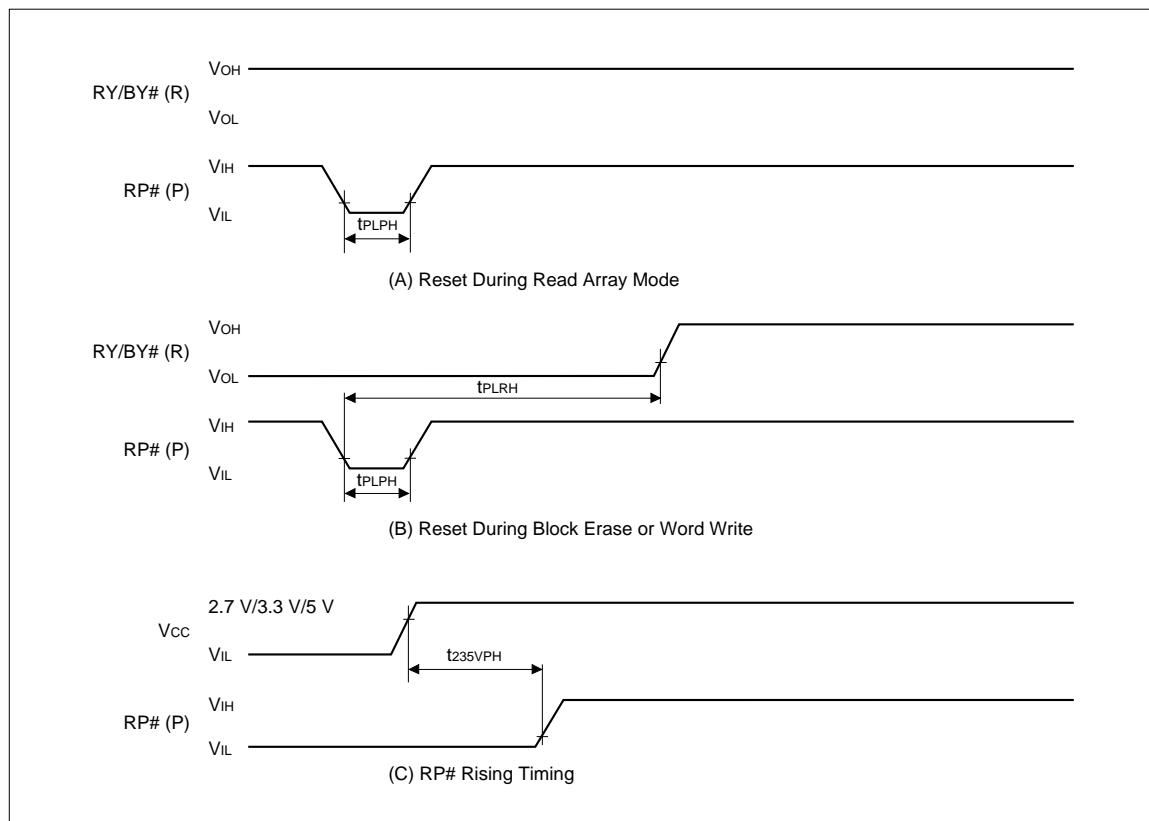 VOH
RY/BY# (R)
VOL
VIH
RP# (P)
VIL
tPLPH
(A) Reset During Read Array Mode
VOH
RY/BY# (R)
VOL
tPLRH
VIH
RP# (P)
VIL
tPLPH
(B) Reset During Block Erase or Word Write
2.7 V/3.3 V/5 V
VCC
VIL
t235VPH
VIH
RP# (P)
VIL
(C) RP# Rising Timing